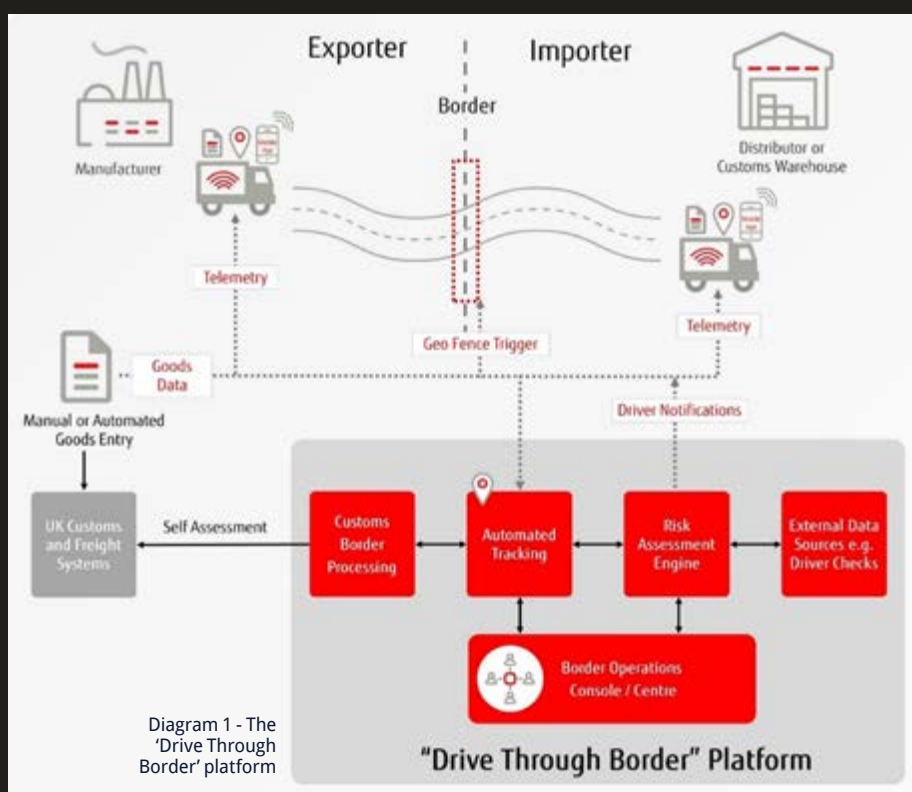 Exporter
Importer
Border
Manufacturer
Distributor or
Customs Warehouse
Telemetry
Telemetry
Geo Fence Trigger
Goods
Data
Driver Notifications
Manual or Automated
Goods Entry
UK Customs
and Freight
Systems
Self Assessment
Customs
Border
Processing
Automated
Tracking
Risk
Assessment
Engine
External Data
Sources e.g.
Driver Checks
Border Operations
Console / Centre
Diagram 1 - The
‘Drive Through
Border’ platform
“Drive Through Border” Platform